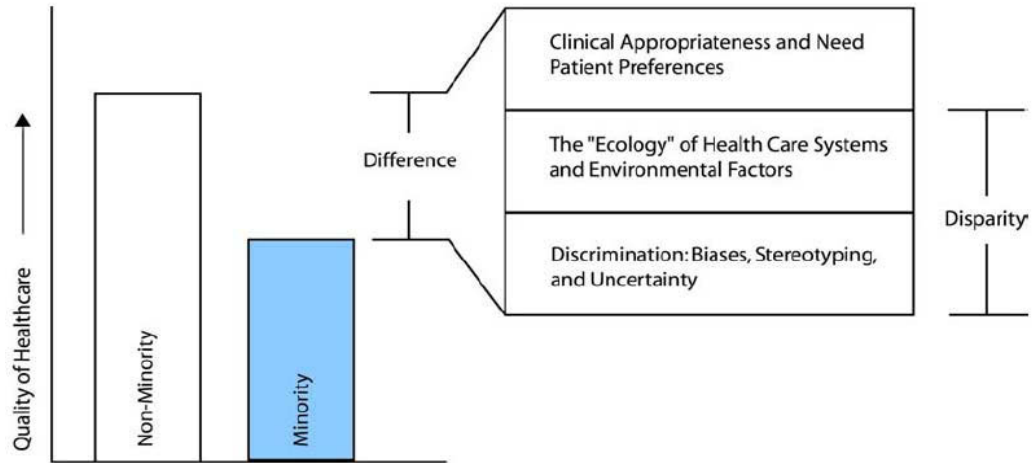 Quality of Healthcare
Non-Minority
Minority
Difference
Clinical Appropriateness and Need
Patient Preferences
The "Ecology" of Health Care Systems
and Environmental Factors
Discrimination: Biases, Stereotyping,
and Uncertainty
Disparity